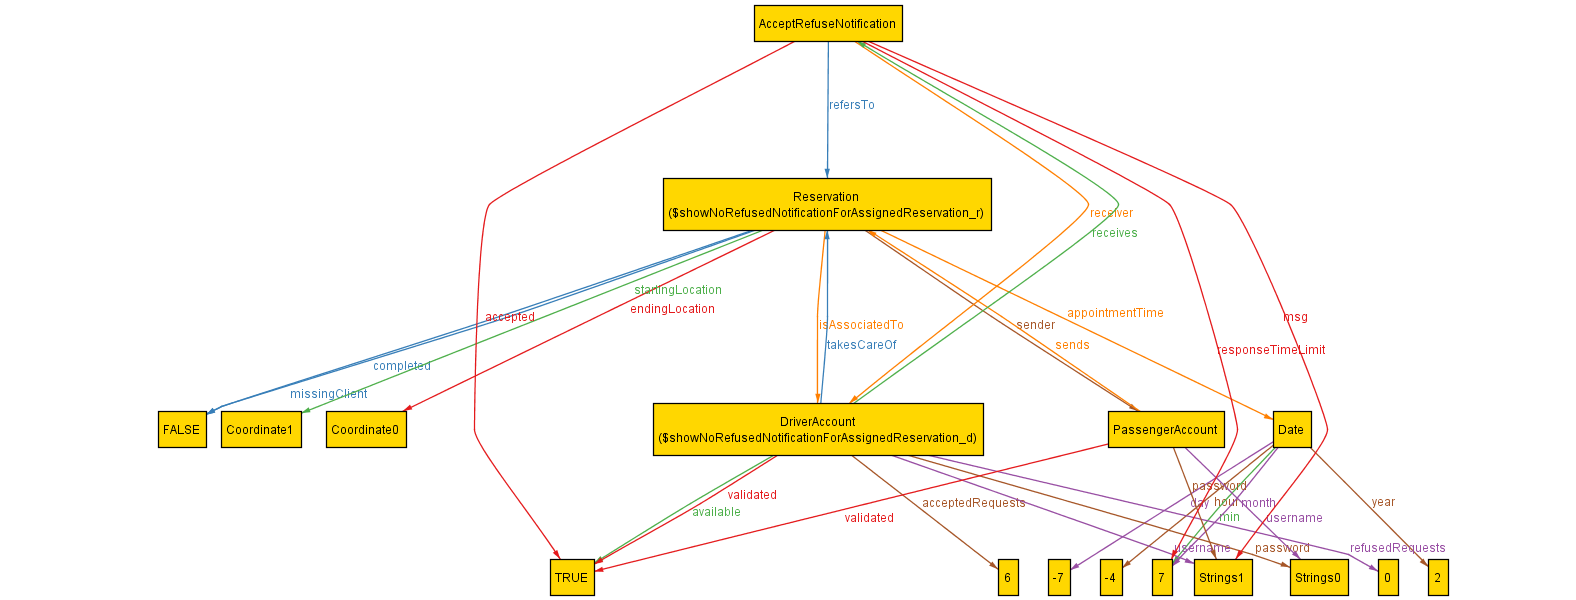 AcceptRefuseNotification
refersTo
receiver
receives
Reservation
($showNoRefusedNotificationForAssignedReservation_r)
startingLocation
endingLocation
accepted
isAssociatedTo
takesCareOf
sender
sends
appointmentTime
msg
responseTimeLimit
completed
missingClient
FALSE
Coordinate1
Coordinate0
DriverAccount
($showNoRefusedNotificationForAssignedReservation_d)
PassengerAccount
Date
validated
available
acceptedRequests
validated
password
day
hour
month
min
username
year
username
password
refusedRequests
TRUE
6
-7
-4
7
Strings1
Strings0
0
2